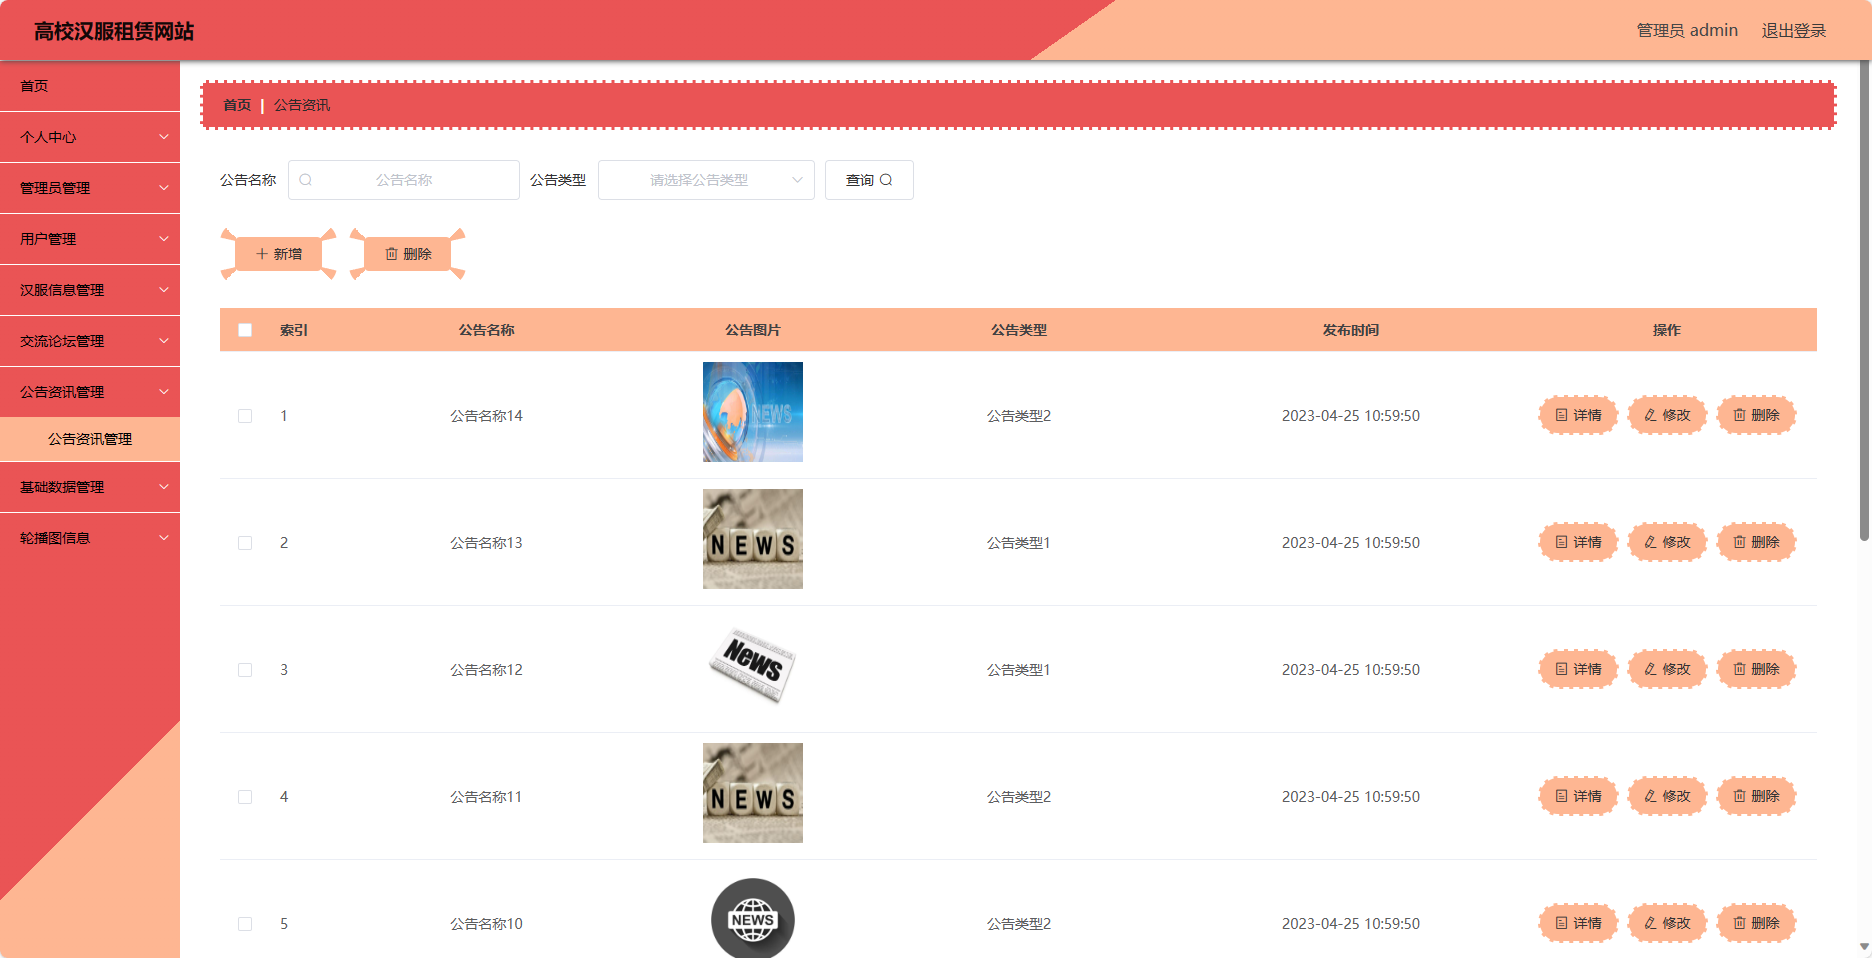 高校汉服租赁网站
管理员 admin 退出登录
首页
个人中心
管理员管理
用户管理
汉服信息管理
交流论坛管理
公告资讯管理
公告资讯管理
基础数据管理
轮播图信息
首页 | 公告资讯
公告名称 公告名称 公告类型 请选择公告类型 查询
新增 删除
索引 公告名称 公告图片 公告类型 发布时间 操作
1 公告名称14 NEWS 公告类型2 2023-04-25 10:59:50 详情 修改 删除
2 公告名称13 NEWS 公告类型1 2023-04-25 10:59:50 详情 修改 删除
3 公告名称12 News 公告类型1 2023-04-25 10:59:50 详情 修改 删除
4 公告名称11 NEWS 公告类型2 2023-04-25 10:59:50 详情 修改 删除
5 公告名称10 NEWS 公告类型2 2023-04-25 10:59:50 详情 修改 删除